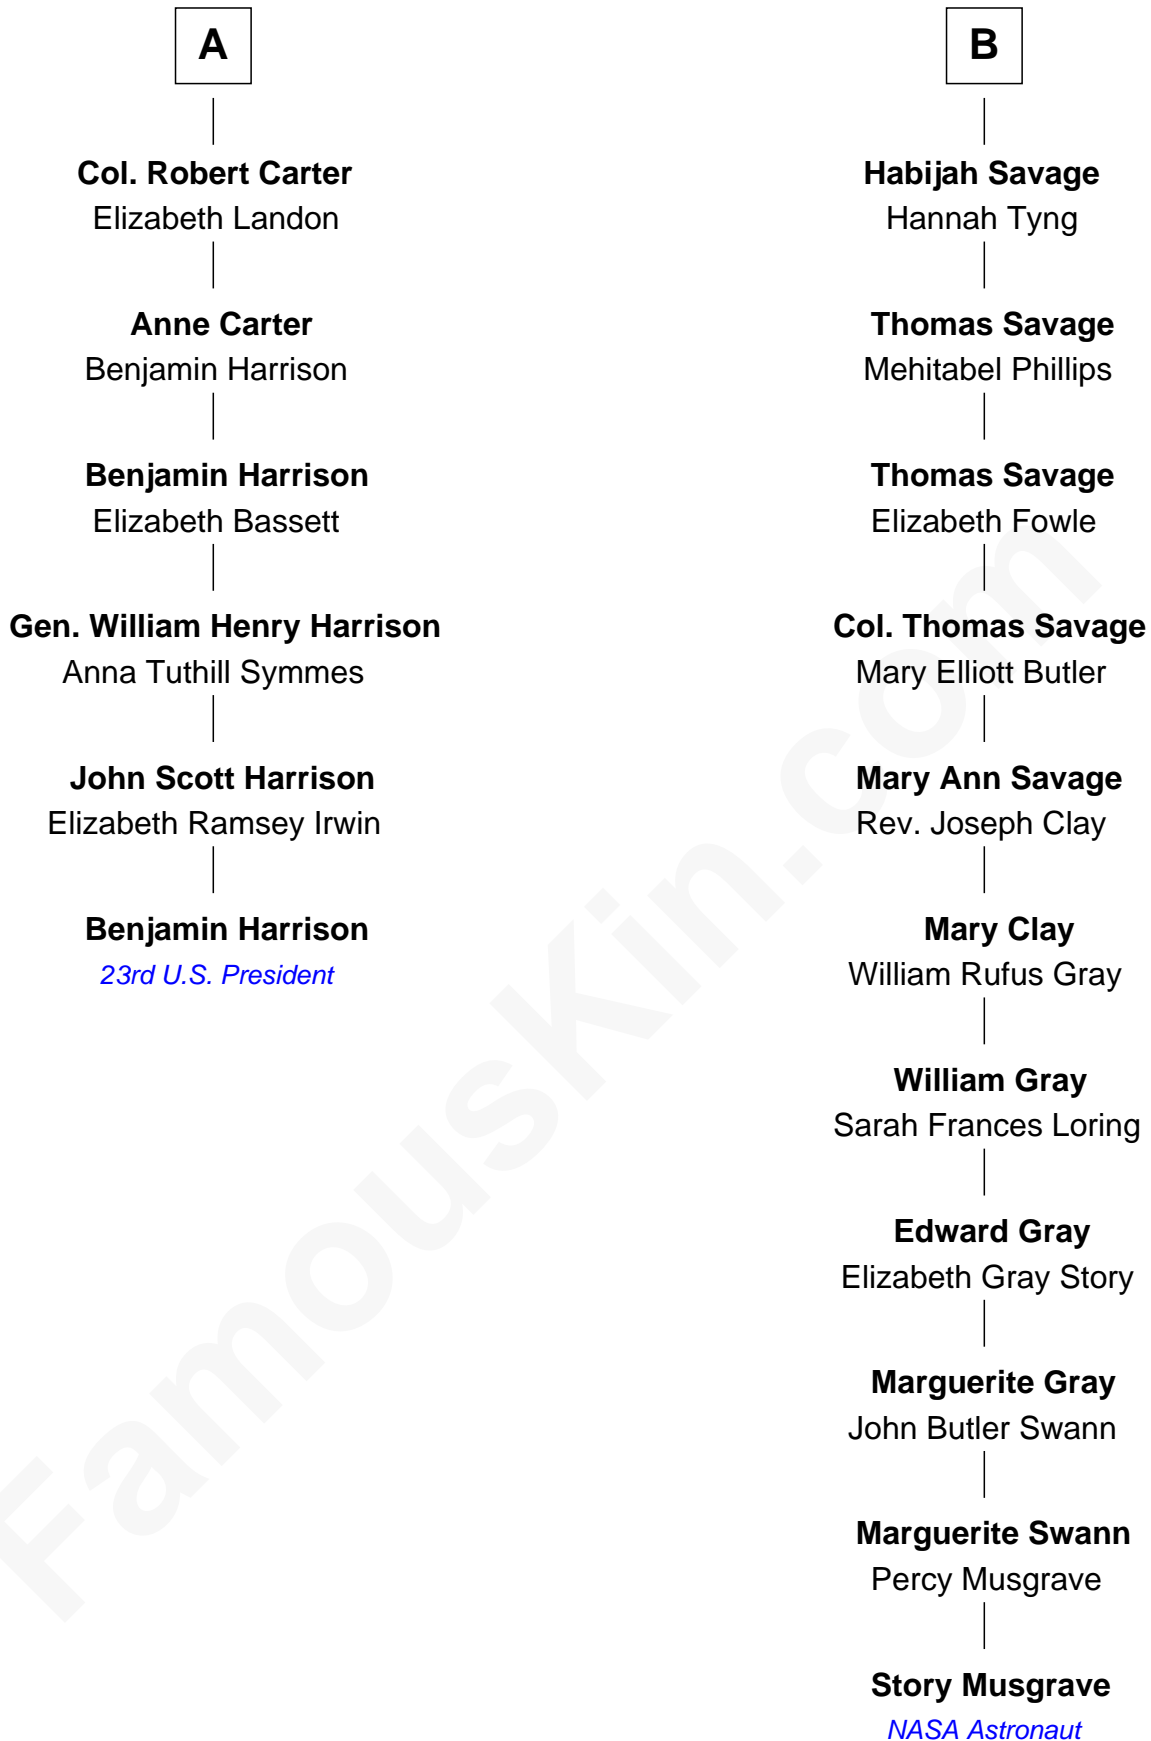 A
Col. Robert Carter
Elizabeth Landon
Anne Carter
Benjamin Harrison
Benjamin Harrison
Elizabeth Bassett
Gen. William Henry Harrison
Anna Tuthill Symmes
John Scott Harrison
Elizabeth Ramsey Irwin
Benjamin Harrison
23rd U.S. President
B
Habijah Savage
Hannah Tyng
Thomas Savage
Mehitabel Phillips
Thomas Savage
Elizabeth Fowle
Col. Thomas Savage
Mary Elliott Butler
Mary Ann Savage
Rev. Joseph Clay
Mary Clay
William Rufus Gray
William Gray
Sarah Frances Loring
Edward Gray
Elizabeth Gray Story
Marguerite Gray
John Butler Swann
Marguerite Swann
Percy Musgrave
Story Musgrave
NASA Astronaut
FamousKin.com